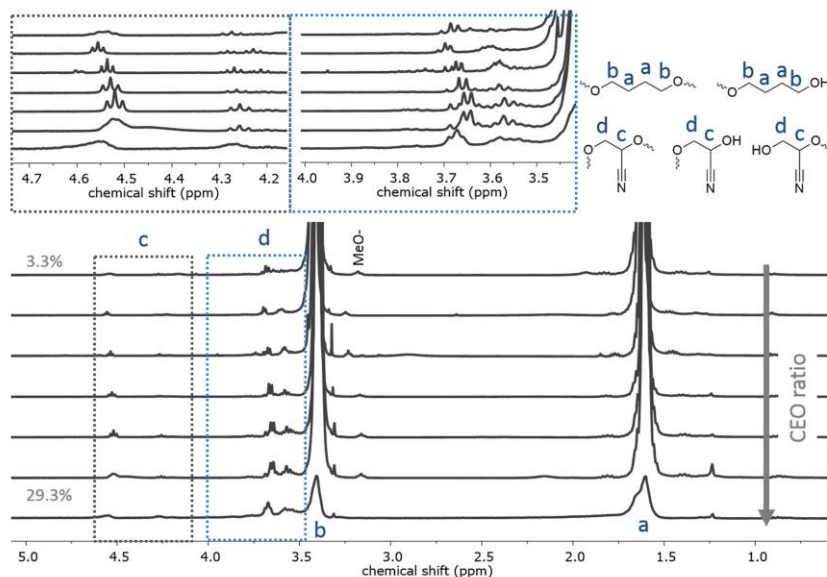 4.7 4.6 4.5 4.4 4.3 4.2
chemical shift (ppm)
4.0 3.9 3.8 3.7 3.6 3.5
chemical shift (ppm)
b a a b
O O
b a a b
O OH
d c
O O
N
d c OH
O
N
d c
HO O
N
c
d
MeO-
3.3%
29.3%
CEO ratio
b
a
5.0 4.5 4.0 3.5 3.0 2.5 2.0 1.5 1.0
chemical shift (ppm)